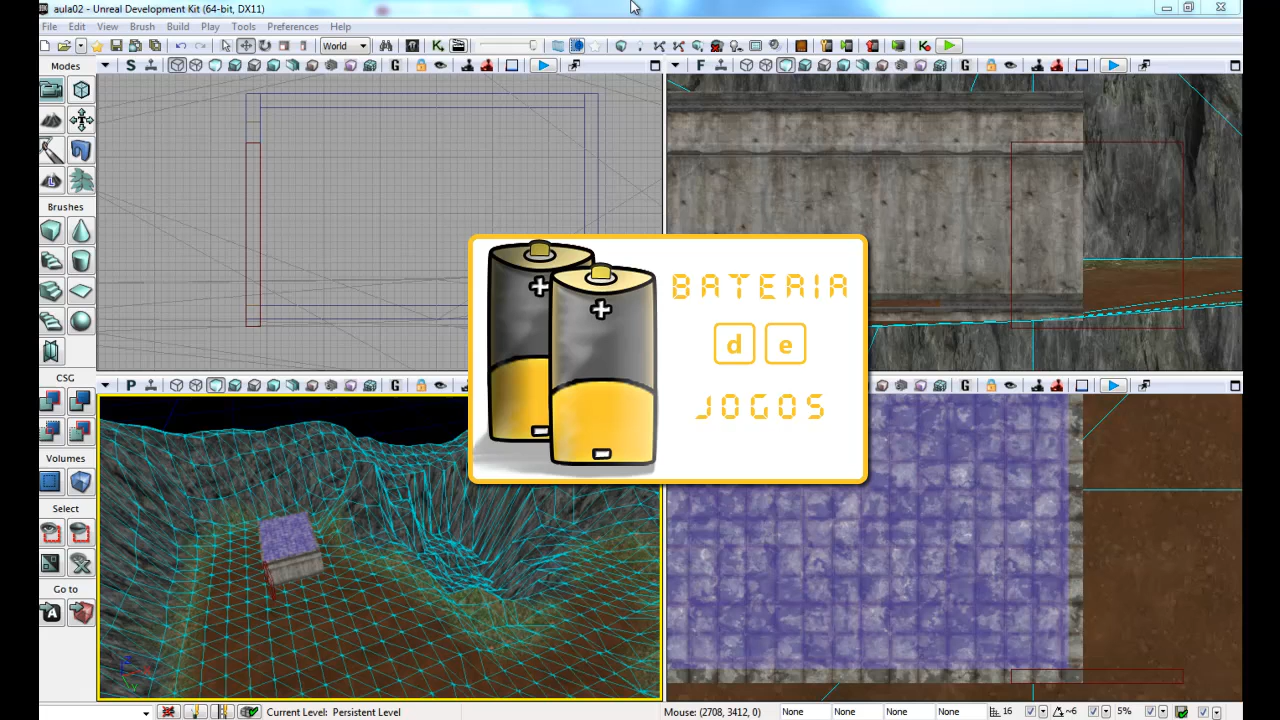 aula02 - Unreal Development Kit (64-bit, DX11)
File Edit View Brush Build Play Tools Preferences Help
World
Modes
S
G
F
G
L
Brushes
BATERIA
de
JOGOS
CSG
P
G
G
Volumes
Select
Go to
A
Current Level: Persistent Level
Mouse: (2708, 3412, 0)
None
None
None
None
16
~6
5%